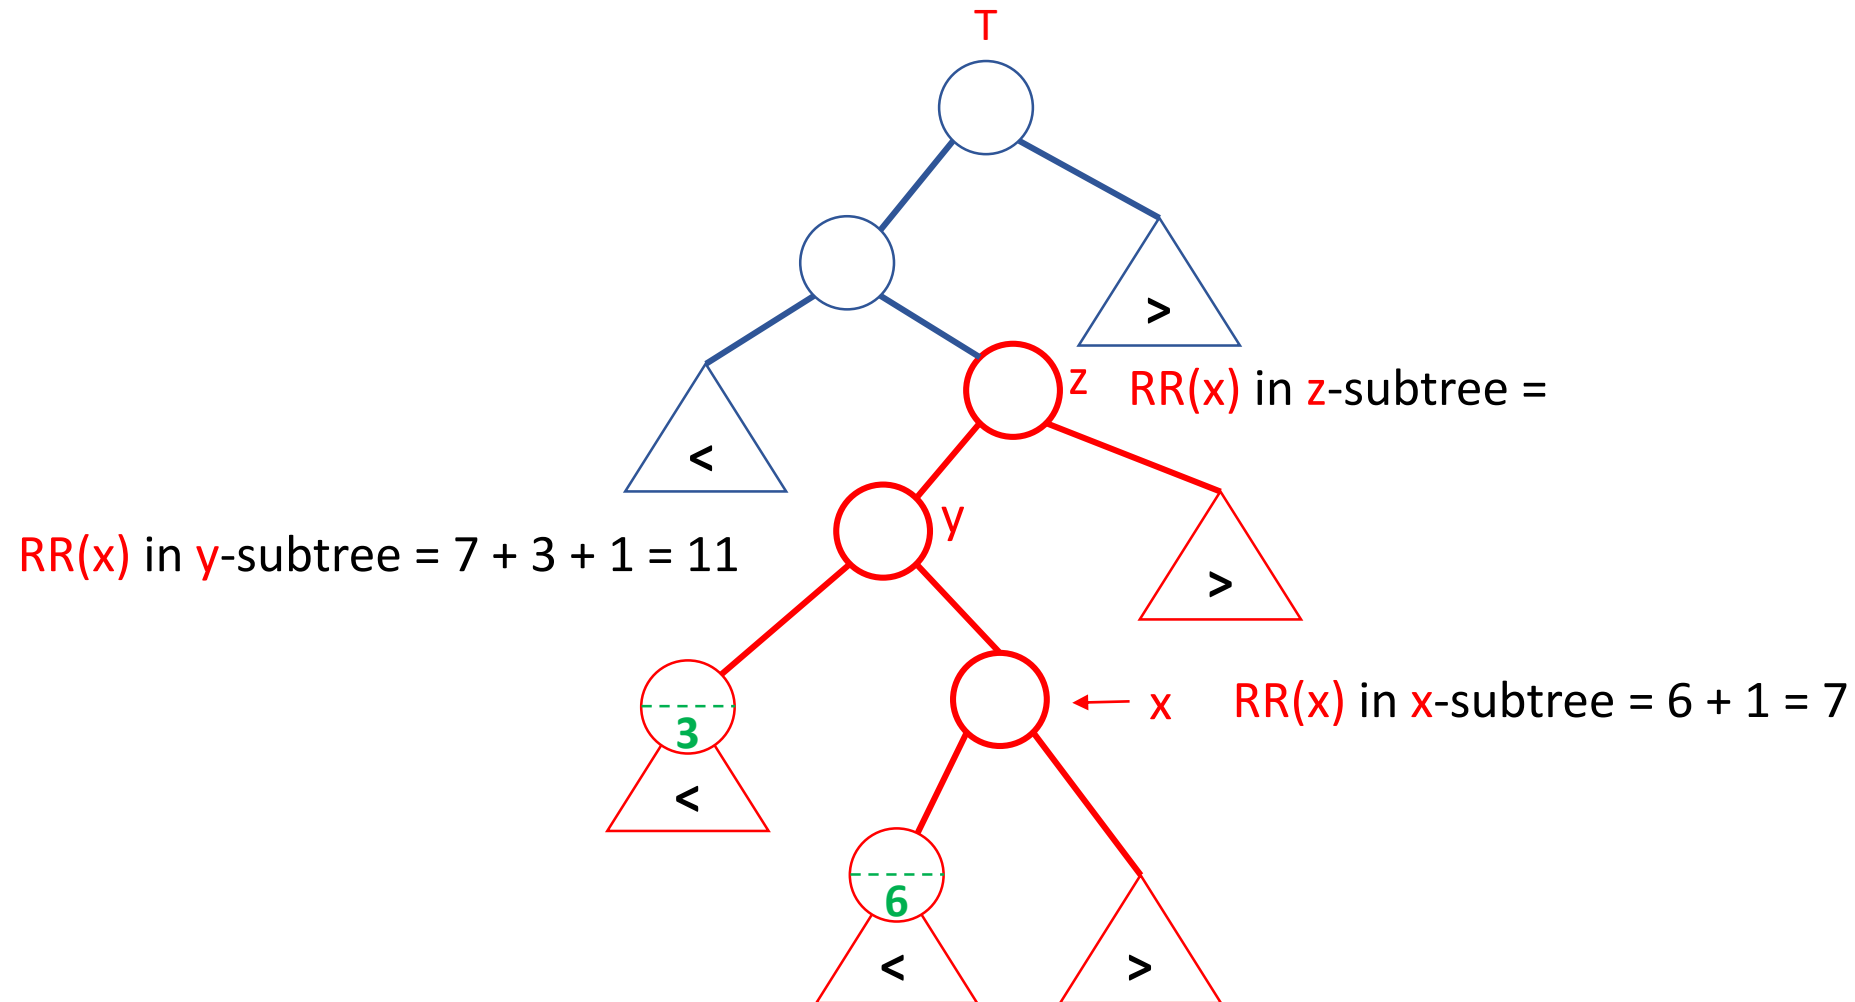 T
>
z RR(x) in z-subtree =
<
y
RR(x) in y-subtree = 7 + 3 + 1 = 11
>
x RR(x) in x-subtree = 6 + 1 = 7
3
<
6
<
>